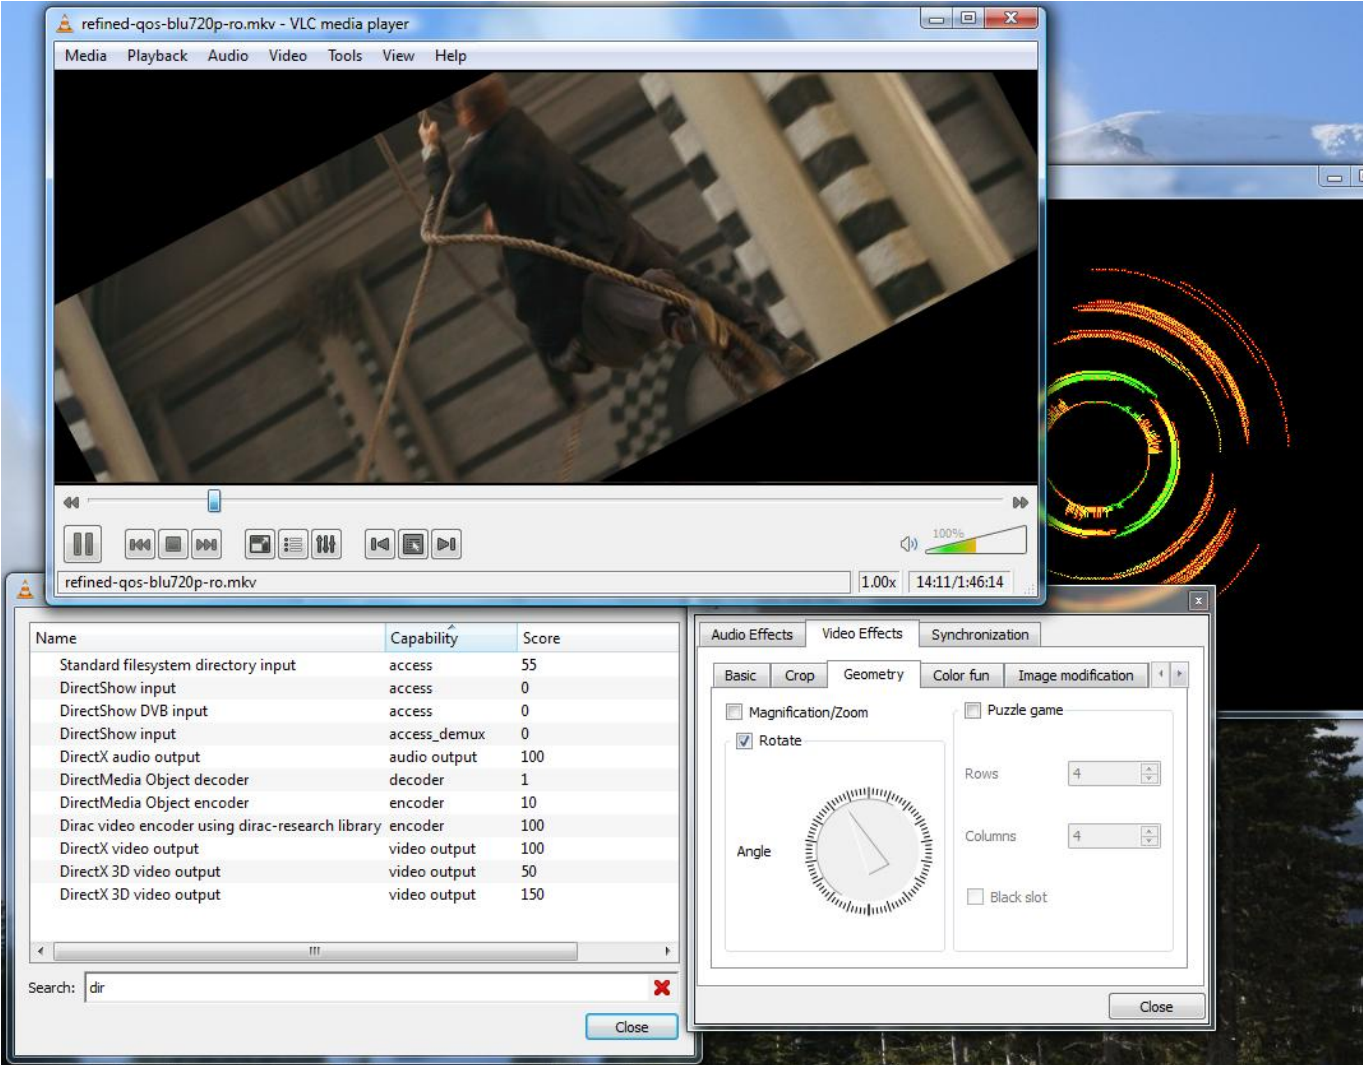 refined-qos-blu720p-ro.mkv - VLC media player
Media Playback Audio Video Tools View Help
100%
refined-qos-blu720p-ro.mkv 1.00x 14:11/1:46:14
Name Capability Score
Standard filesystem directory input access 55
DirectShow input access 0
DirectShow DVB input access 0
DirectShow input access_demux 0
DirectX audio output audio output 100
DirectMedia Object decoder decoder 1
DirectMedia Object encoder encoder 10
Dirac video encoder using dirac-research library encoder 100
DirectX video output video output 100
DirectX 3D video output video output 50
DirectX 3D video output video output 150
Search: dir
Close
Audio Effects Video Effects Synchronization
Basic Crop Geometry Color fun Image modification
Magnification/Zoom
Rotate
Angle
Puzzle game
Rows 4
Columns 4
Black slot
Close